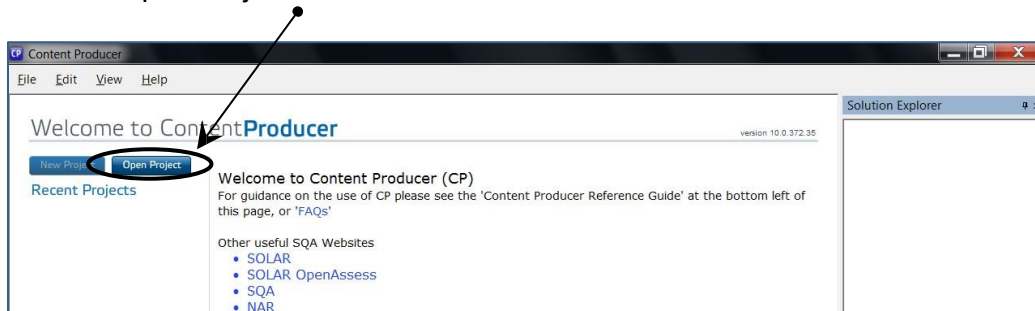 CP Content Producer
File Edit View Help
Solution Explorer
Welcome to ContentProducer
version 10.0.372.35
New Project Open Project
Recent Projects
Welcome to Content Producer (CP)
For guidance on the use of CP please see the 'Content Producer Reference Guide' at the bottom left of
this page, or 'FAQs'
Other useful SQA Websites
• SOLAR
• SOLAR OpenAssess
• SQA
• NAR